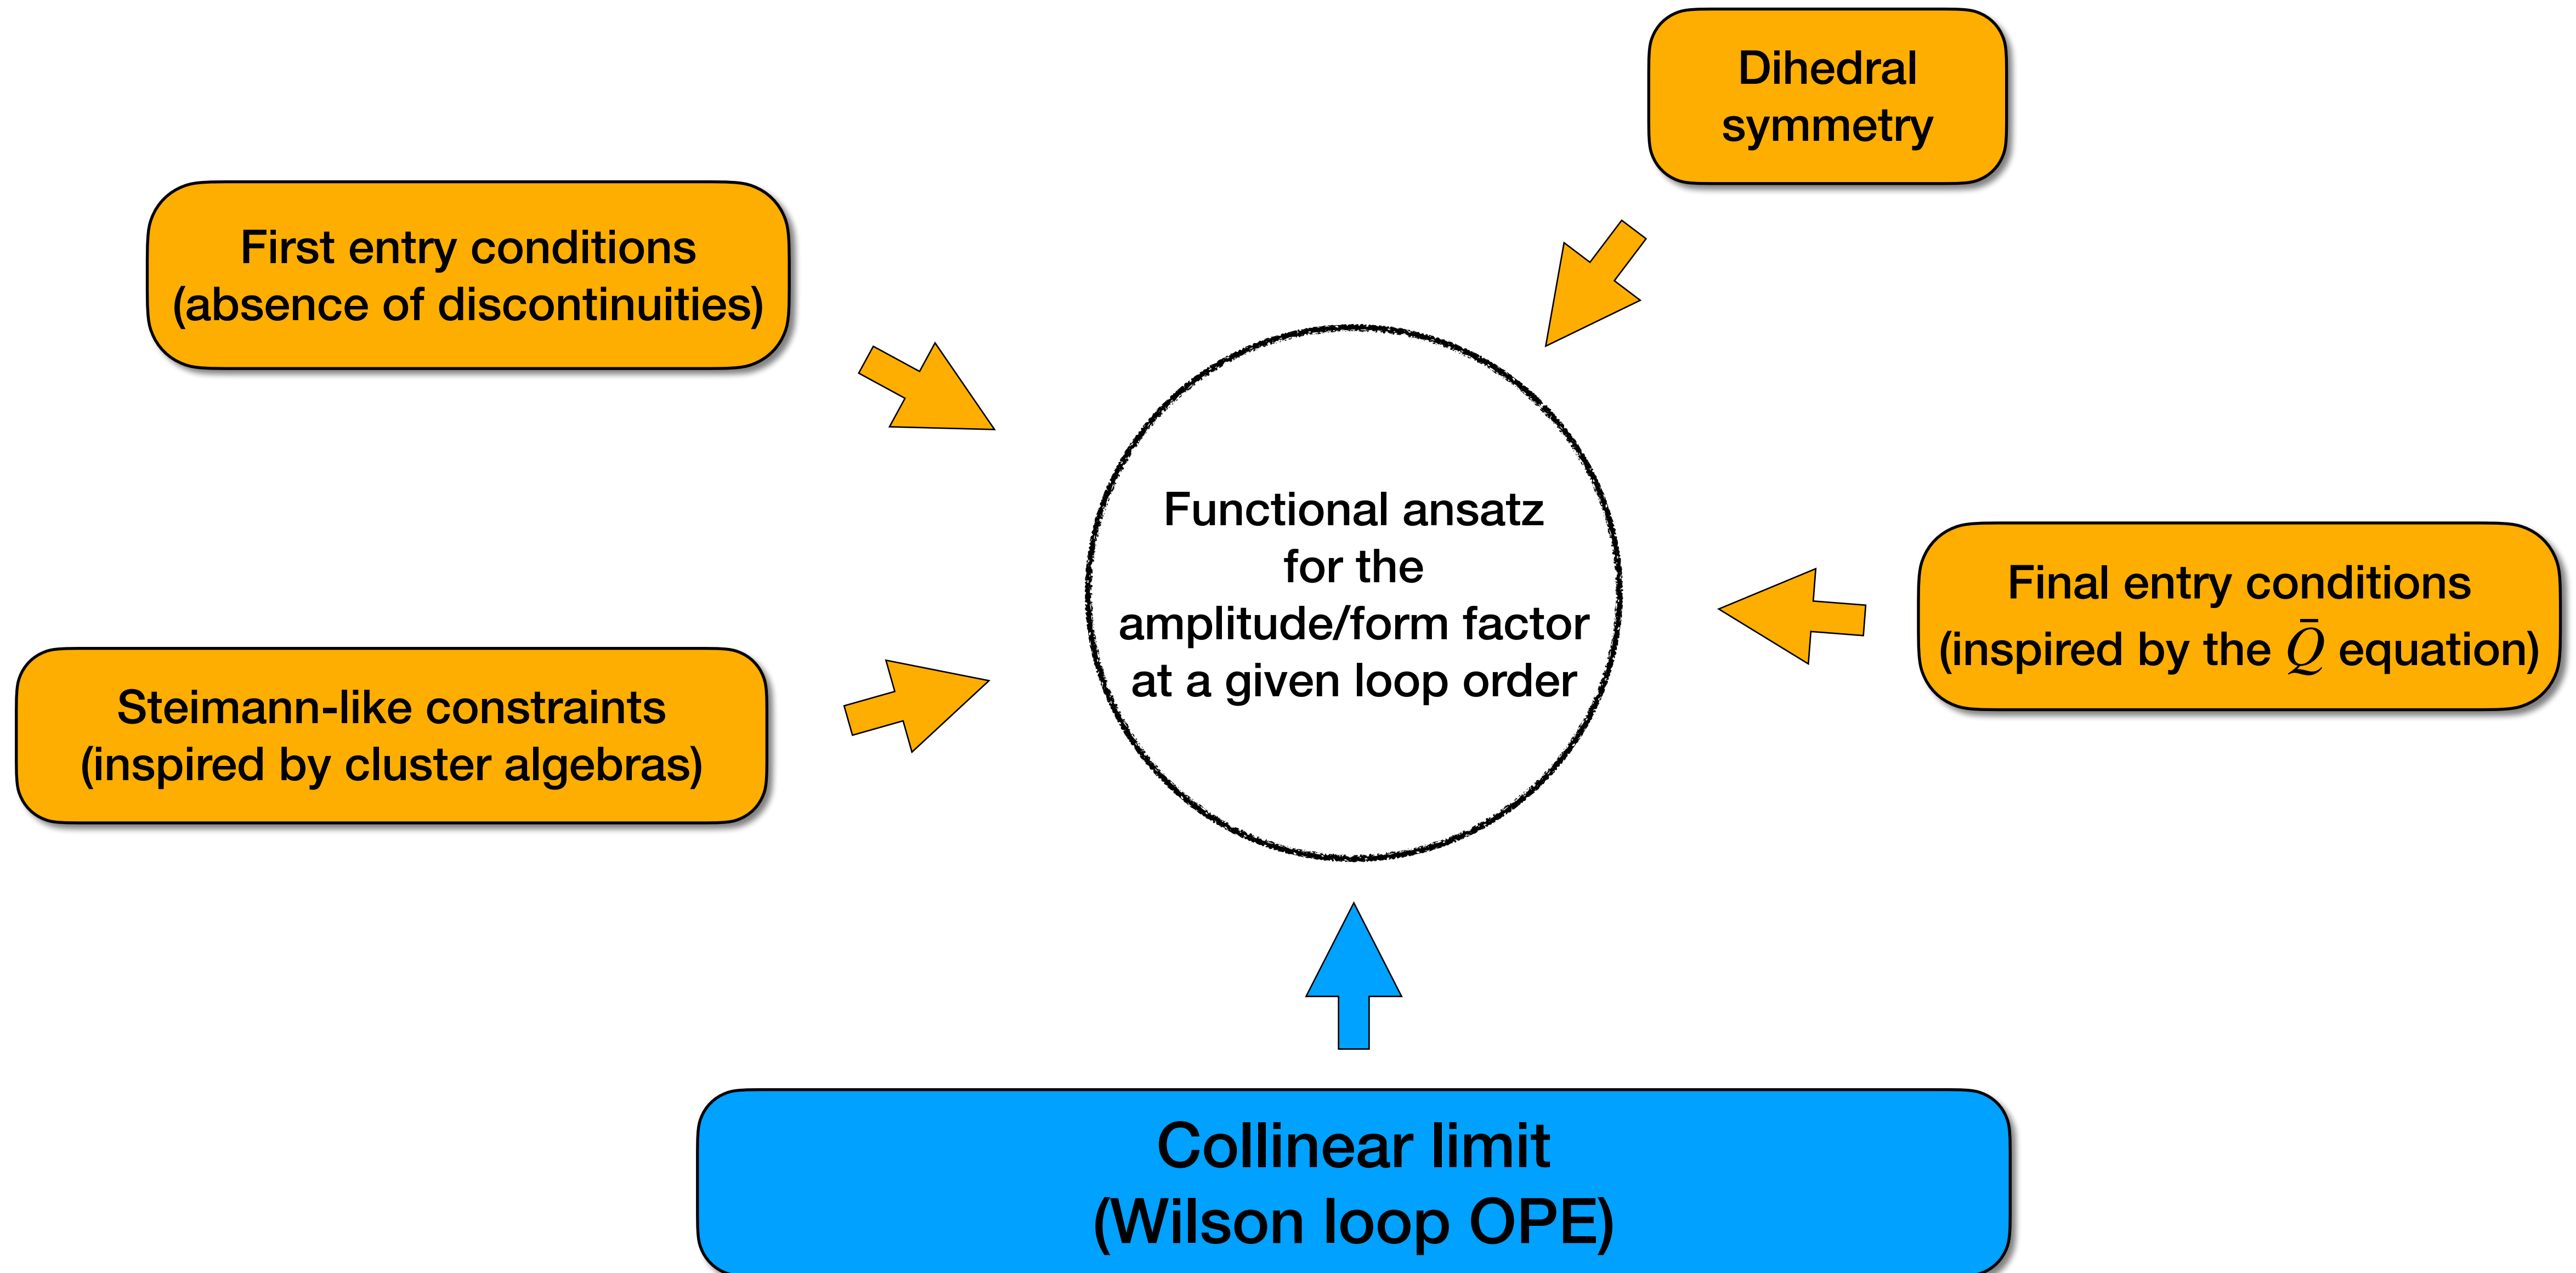 Dihedral
symmetry
First entry conditions
(absence of discontinuities)
Functional ansatz
for the
amplitude/form factor
at a given loop order
Final entry conditions
(inspired by the Q̄ equation)
Steimann-like constraints
(inspired by cluster algebras)
Collinear limit
(Wilson loop OPE)